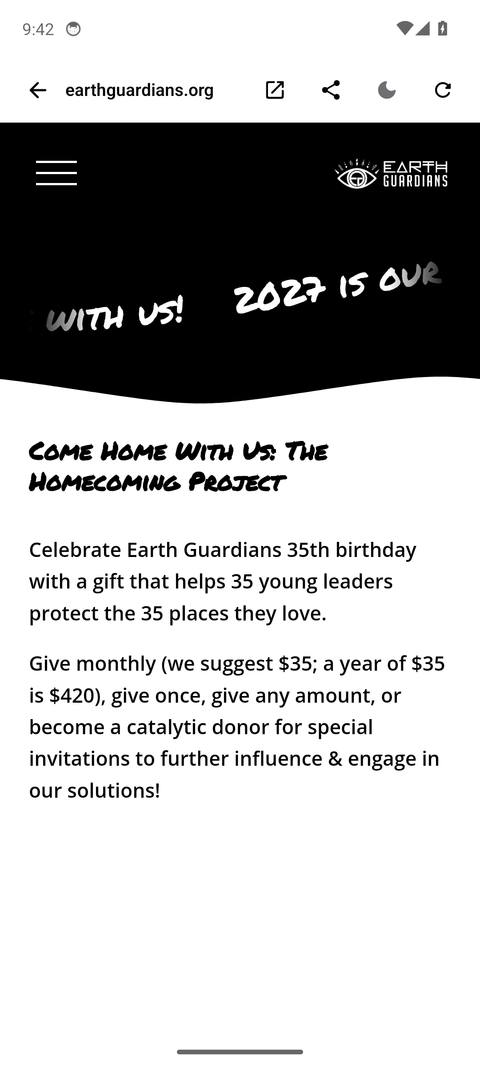 9:42
earthguardians.org
EARTH
GUARDIANS
WITH US! 2027 IS OUR
COME HOME WITH US: THE
HOMECOMING PROJECT
Celebrate Earth Guardians 35th birthday
with a gift that helps 35 young leaders
protect the 35 places they love.
Give monthly (we suggest $35; a year of $35
is $420), give once, give any amount, or
become a catalytic donor for special
invitations to further influence & engage in
our solutions!